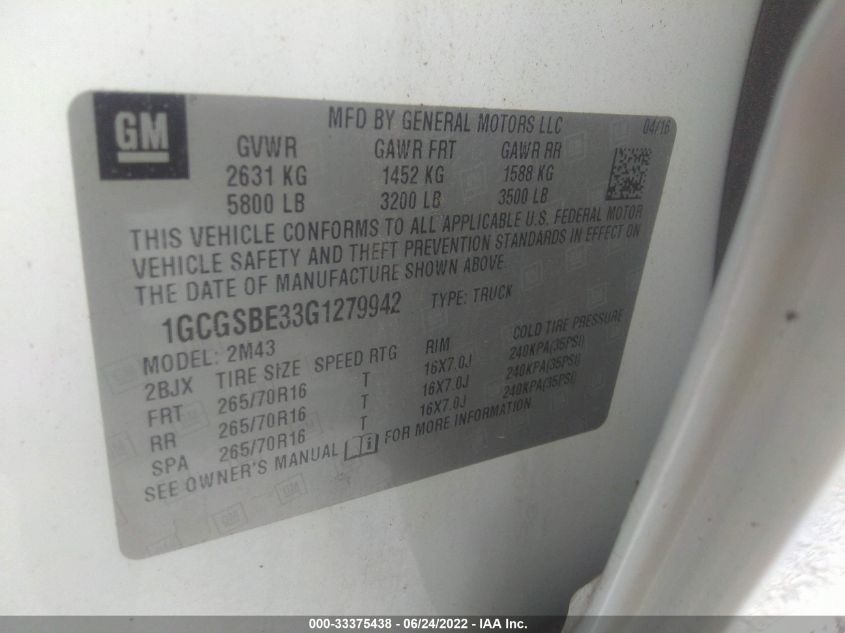 GM
MFD BY GENERAL MOTORS LLC 04/16
GVWR GAWR FRT GAWR RR
2631 KG 1452 KG 1588 KG
5800 LB 3200 LB 3500 LB
THIS VEHICLE CONFORMS TO ALL APPLICABLE U.S. FEDERAL MOTOR
VEHICLE SAFETY AND THEFT PREVENTION STANDARDS IN EFFECT ON
THE DATE OF MANUFACTURE SHOWN ABOVE.
1GCGSBE33G1279942 TYPE: TRUCK
MODEL: 2M43
2BJX TIRE SIZE SPEED RTG RIM COLD TIRE PRESSURE
FRT 265/70R16 T 16X7.0J 240KPA(35PSI)
RR 265/70R16 T 16X7.0J 240KPA(35PSI)
SPA 265/70R16 T 16X7.0J 240KPA(35PSI)
SEE OWNER'S MANUAL i FOR MORE INFORMATION
000-33375438 - 06/24/2022 - IAA Inc.